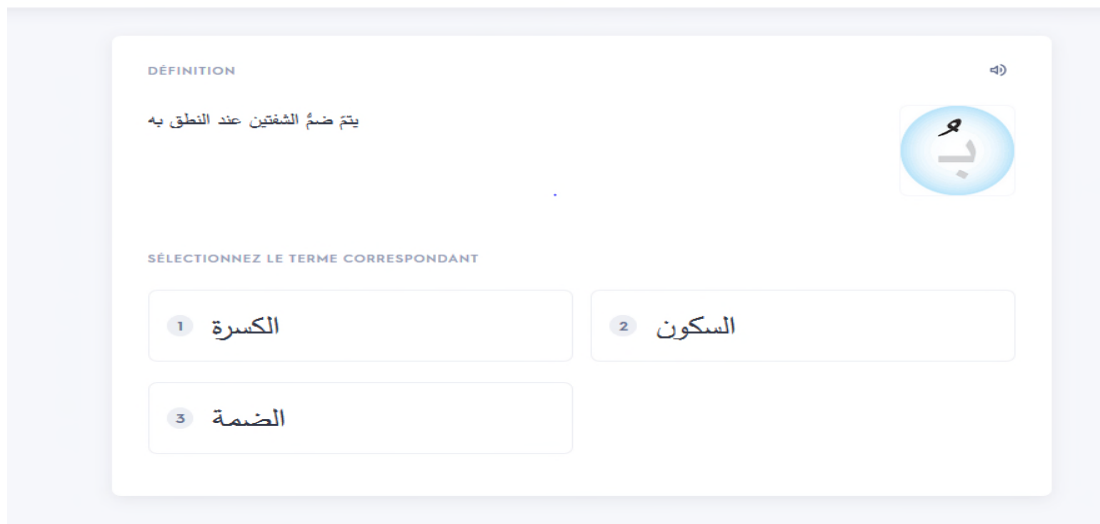 DÉFINITION
يتمّ ضمُّ الشفتين عند النطق به
بُـ
SÉLECTIONNEZ LE TERME CORRESPONDANT
1 الكسرة
2 السكون
3 الضمة